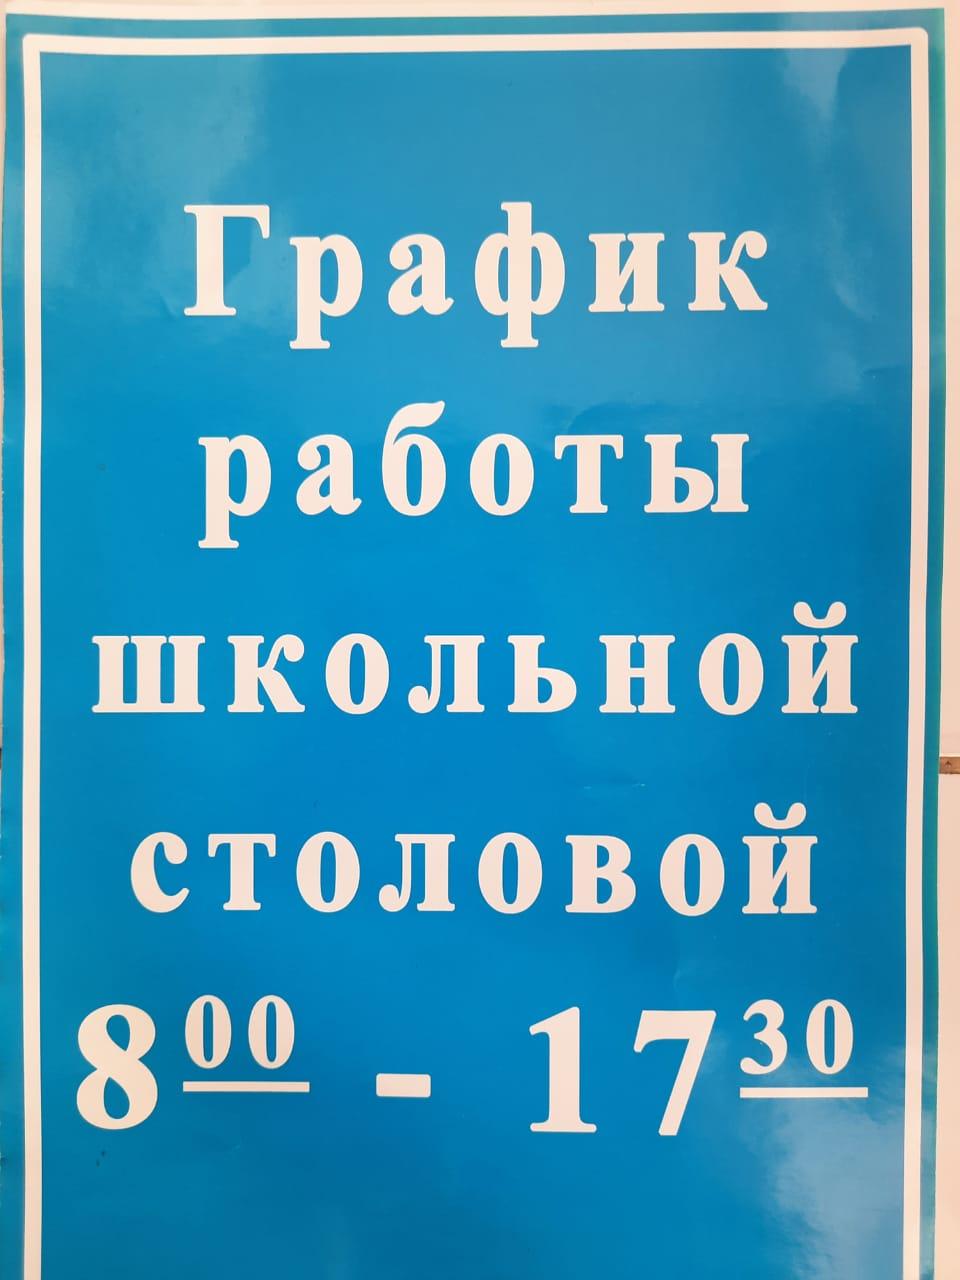 График
работы
школьной
столовой
8⁰⁰ - 17³⁰